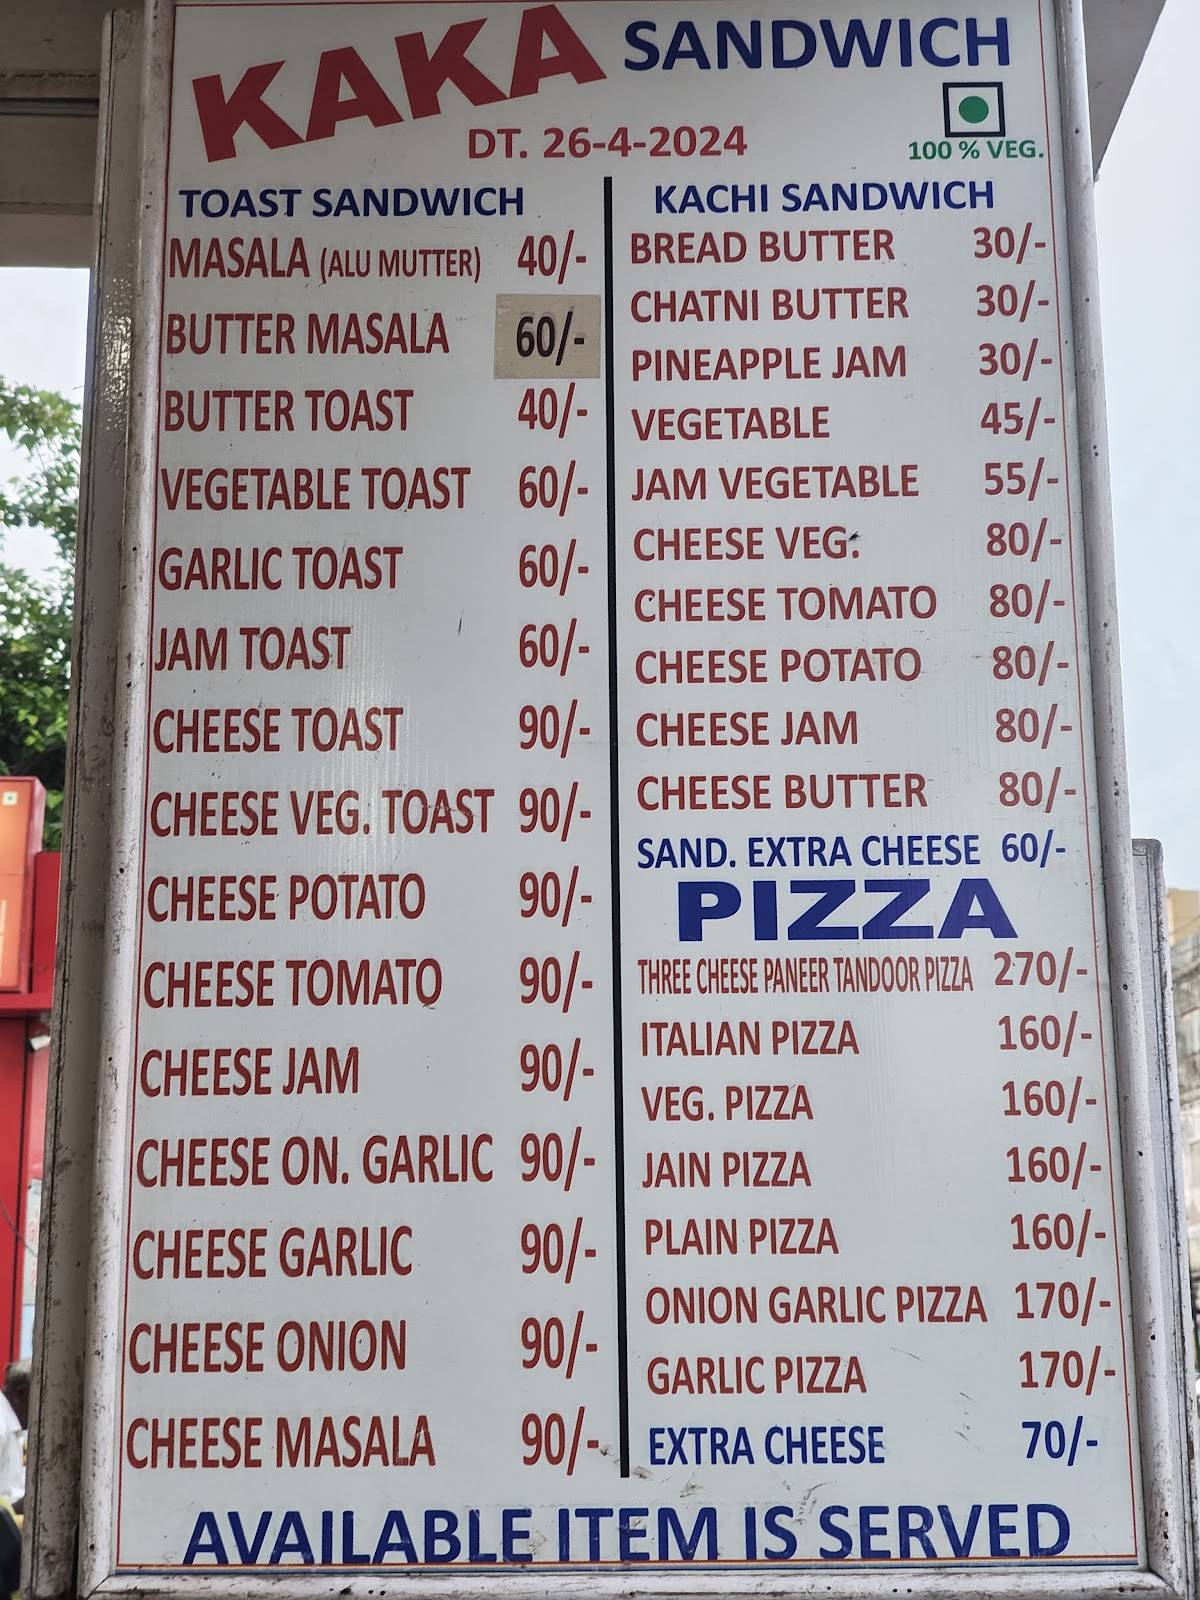 KAKA SANDWICH
DT. 26-4-2024
100 % VEG.
TOAST SANDWICH
MASALA (ALU MUTTER) 40/-
BUTTER MASALA 60/-
BUTTER TOAST 40/-
VEGETABLE TOAST 60/-
GARLIC TOAST 60/-
JAM TOAST 60/-
CHEESE TOAST 90/-
CHEESE VEG. TOAST 90/-
CHEESE POTATO 90/-
CHEESE TOMATO 90/-
CHEESE JAM 90/-
CHEESE ON. GARLIC 90/-
CHEESE GARLIC 90/-
CHEESE ONION 90/-
CHEESE MASALA 90/-
KACHI SANDWICH
BREAD BUTTER 30/-
CHATNI BUTTER 30/-
PINEAPPLE JAM 30/-
VEGETABLE 45/-
JAM VEGETABLE 55/-
CHEESE VEG. 80/-
CHEESE TOMATO 80/-
CHEESE POTATO 80/-
CHEESE JAM 80/-
CHEESE BUTTER 80/-
SAND. EXTRA CHEESE 60/-
PIZZA
THREE CHEESE PANEER TANDOOR PIZZA 270/-
ITALIAN PIZZA 160/-
VEG. PIZZA 160/-
JAIN PIZZA 160/-
PLAIN PIZZA 160/-
ONION GARLIC PIZZA 170/-
GARLIC PIZZA 170/-
EXTRA CHEESE 70/-
AVAILABLE ITEM IS SERVED